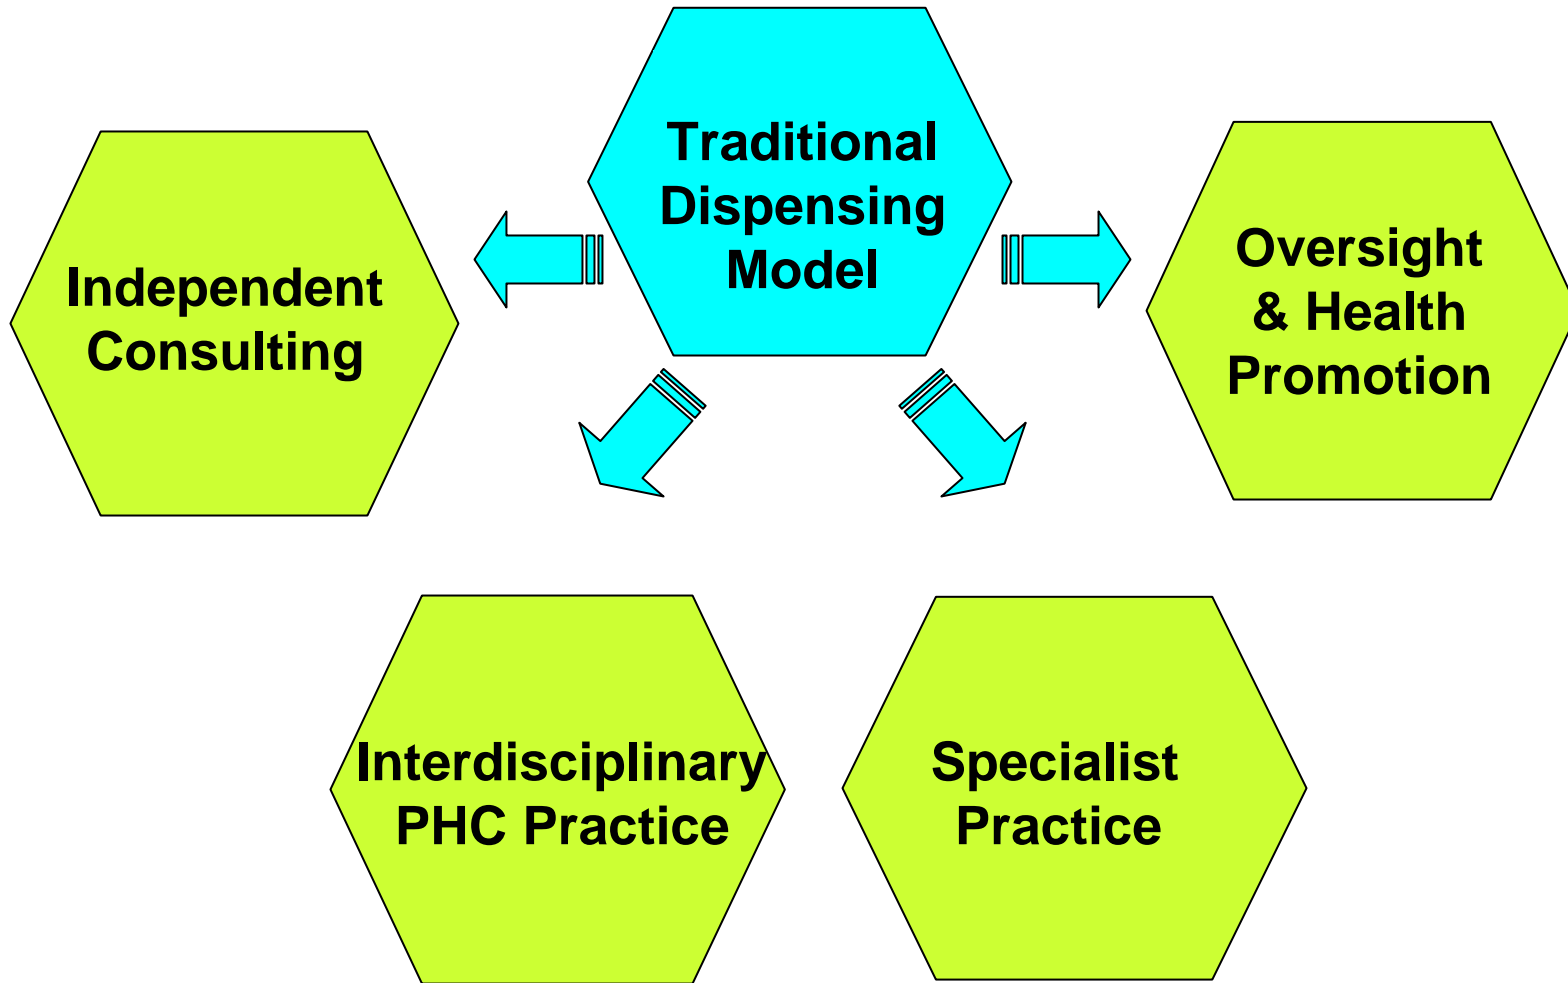 Traditional
Dispensing
Model
Independent
Consulting
Oversight
& Health
Promotion
Interdisciplinary
PHC Practice
Specialist
Practice